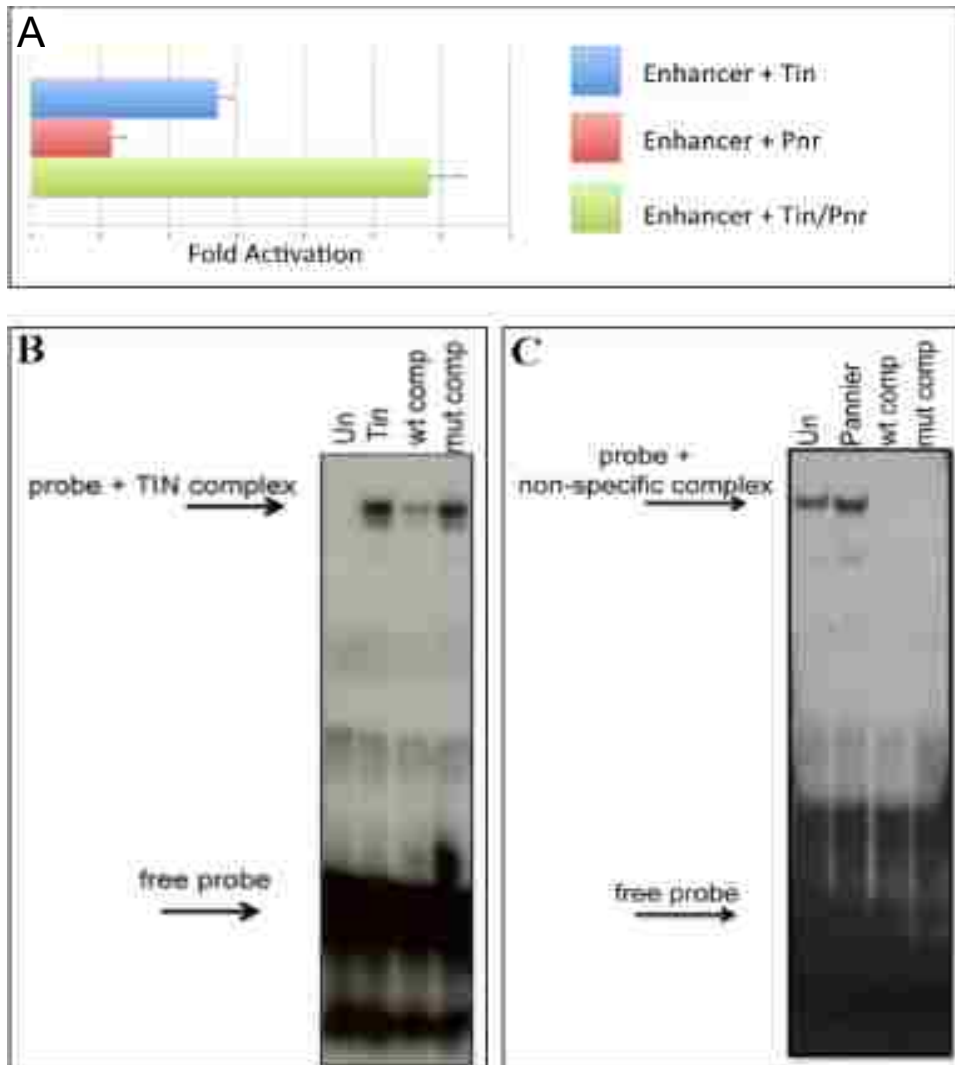 A
Enhancer + Tin
Enhancer + Pnr
Enhancer + Tin/Pnr
Fold Activation
B
Un
Tin
wt comp
mut comp
probe + TIN complex
free probe
C
Un
Pannier
wt comp
mut comp
probe +
non-specific complex
free probe